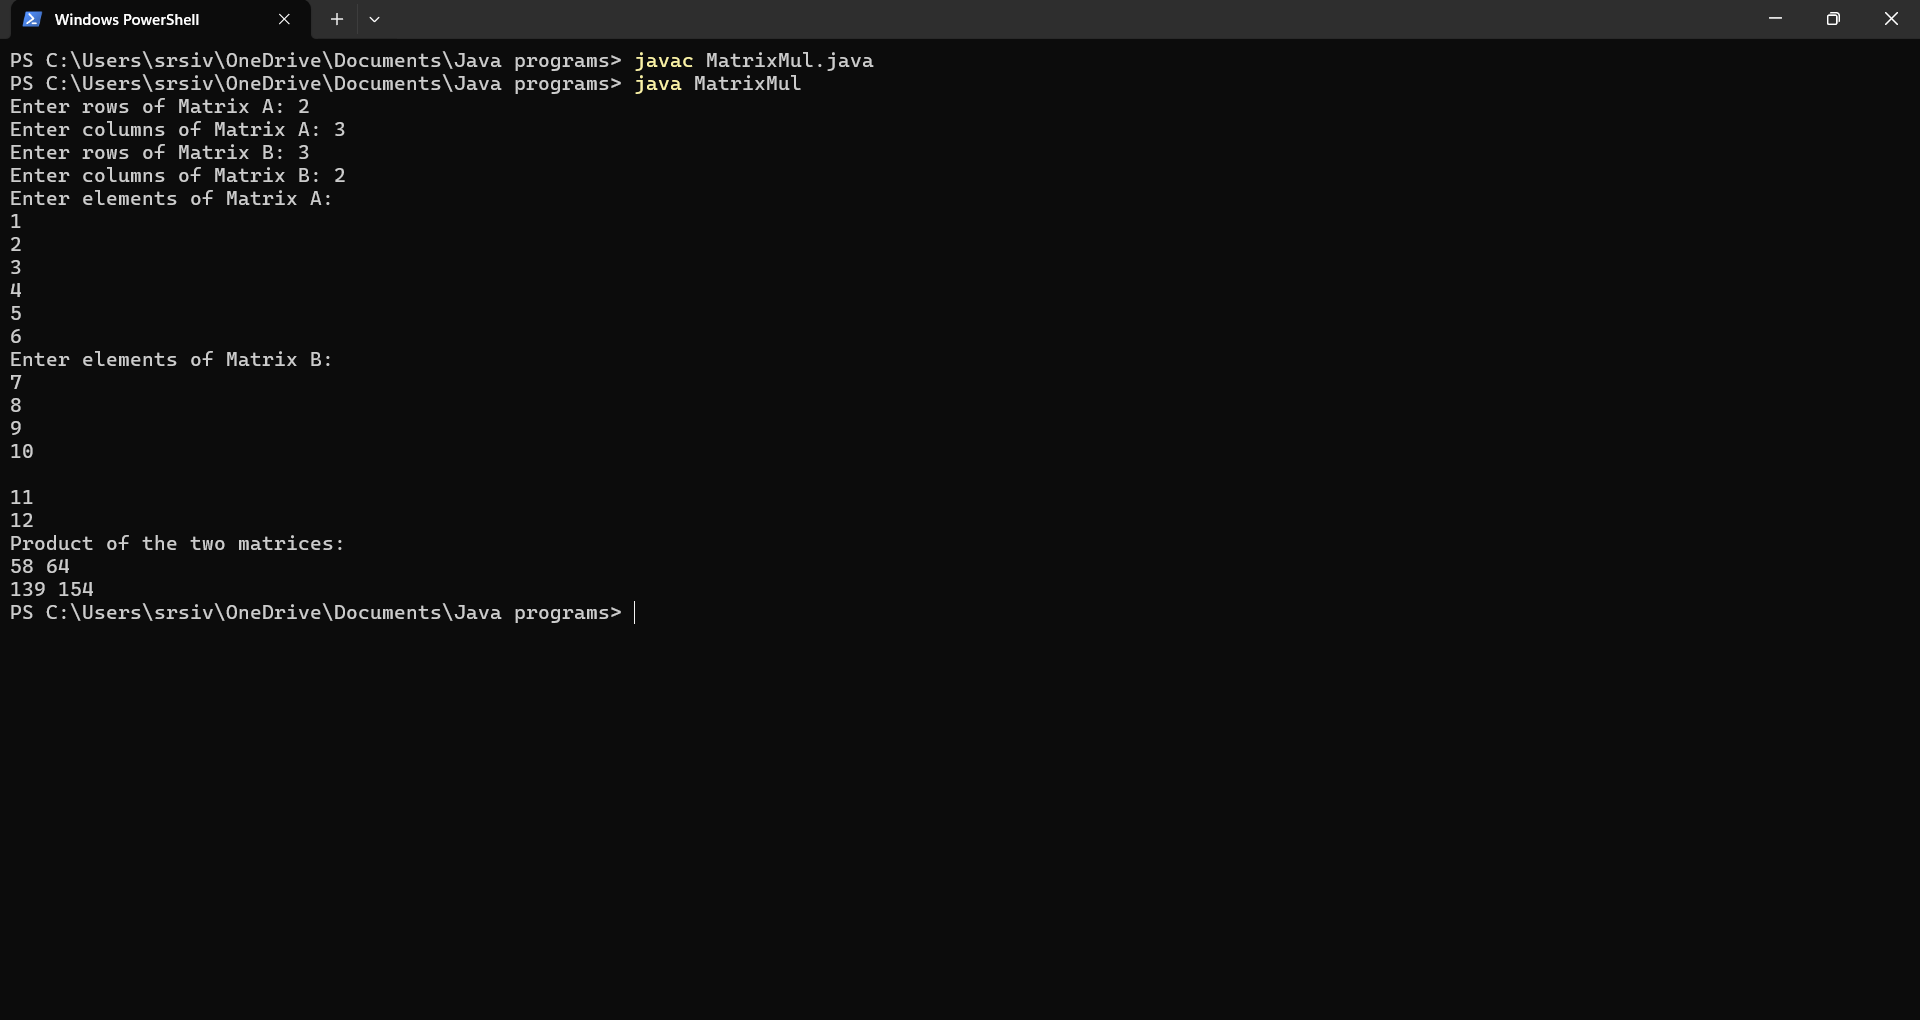 Windows PowerShell
PS C:\Users\srsiv\OneDrive\Documents\Java programs> javac MatrixMul.java
PS C:\Users\srsiv\OneDrive\Documents\Java programs> java MatrixMul
Enter rows of Matrix A: 2
Enter columns of Matrix A: 3
Enter rows of Matrix B: 3
Enter columns of Matrix B: 2
Enter elements of Matrix A:
1
2
3
4
5
6
Enter elements of Matrix B:
7
8
9
10

11
12
Product of the two matrices:
58 64
139 154
PS C:\Users\srsiv\OneDrive\Documents\Java programs>